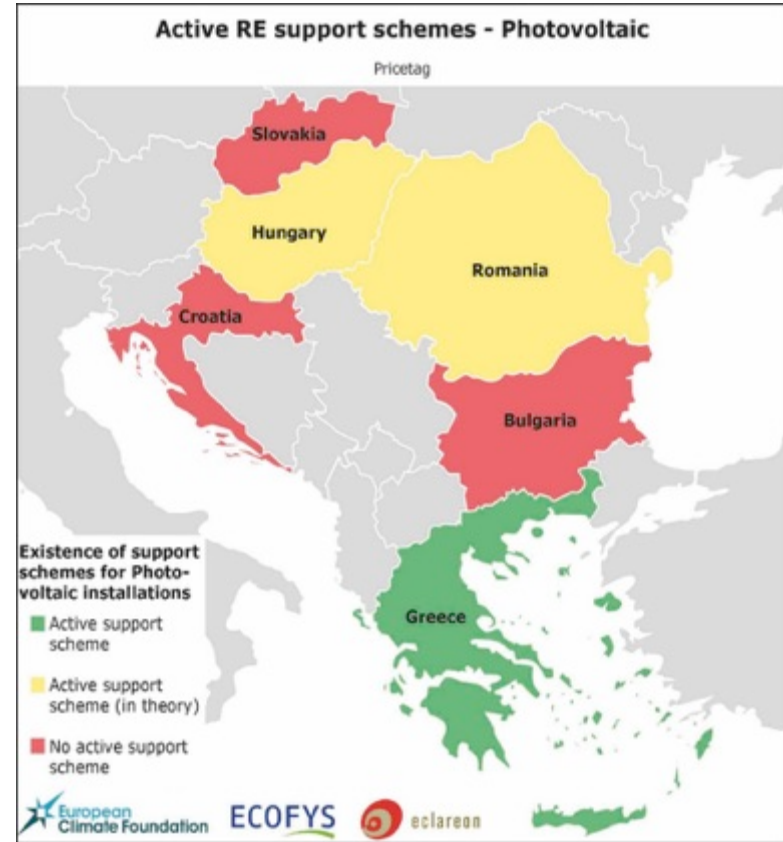 Active RE support schemes - Photovoltaic
Pricetag
Slovakia
Hungary
Romania
Croatia
Bulgaria
Greece
Existence of support
schemes for Photo-
voltaic installations
Active support
scheme
Active support
scheme (in theory)
No active support
scheme
European
Climate Foundation
ECOFYS
eclareon